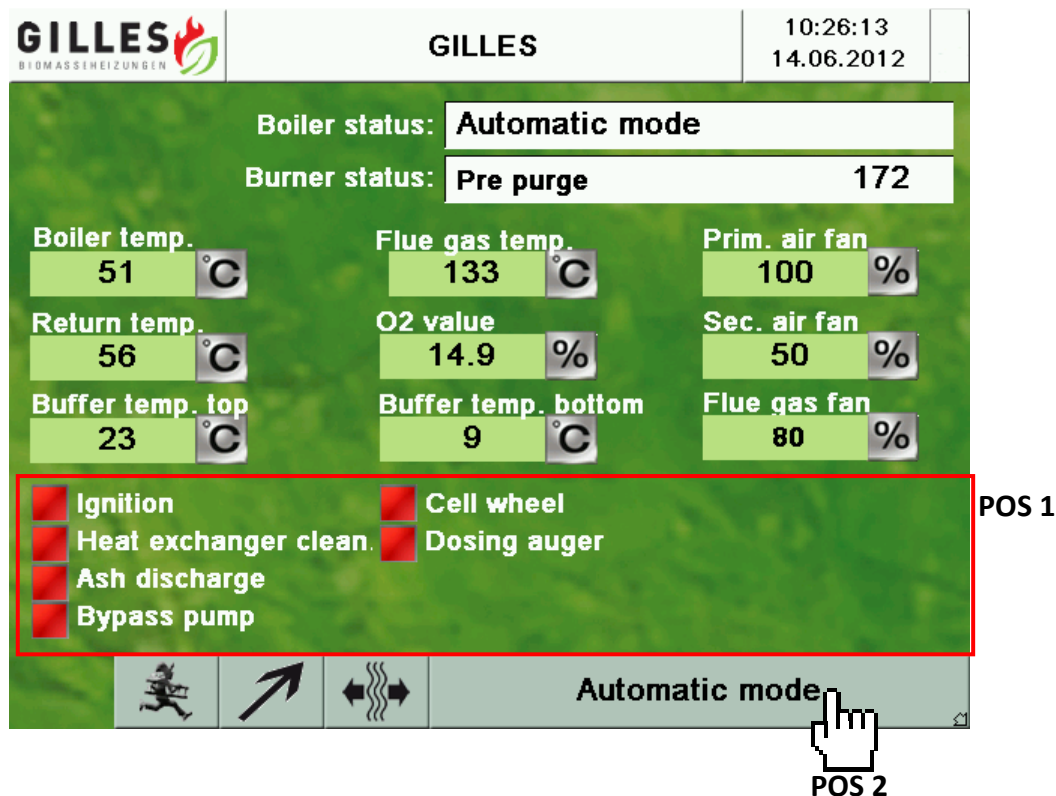 GILLES
BIOMASSEHEIZUNGEN
GILLES
10:26:13
14.06.2012
Boiler status: Automatic mode
Burner status: Pre purge 172
Boiler temp. Flue gas temp. Prim. air fan
51 °C 133 °C 100 %
Return temp. O2 value Sec. air fan
56 °C 14.9 % 50 %
Buffer temp. top Buffer temp. bottom Flue gas fan
23 °C 9 °C 80 %
Ignition Cell wheel POS 1
Heat exchanger clean. Dosing auger
Ash discharge
Bypass pump
Automatic mode
POS 2